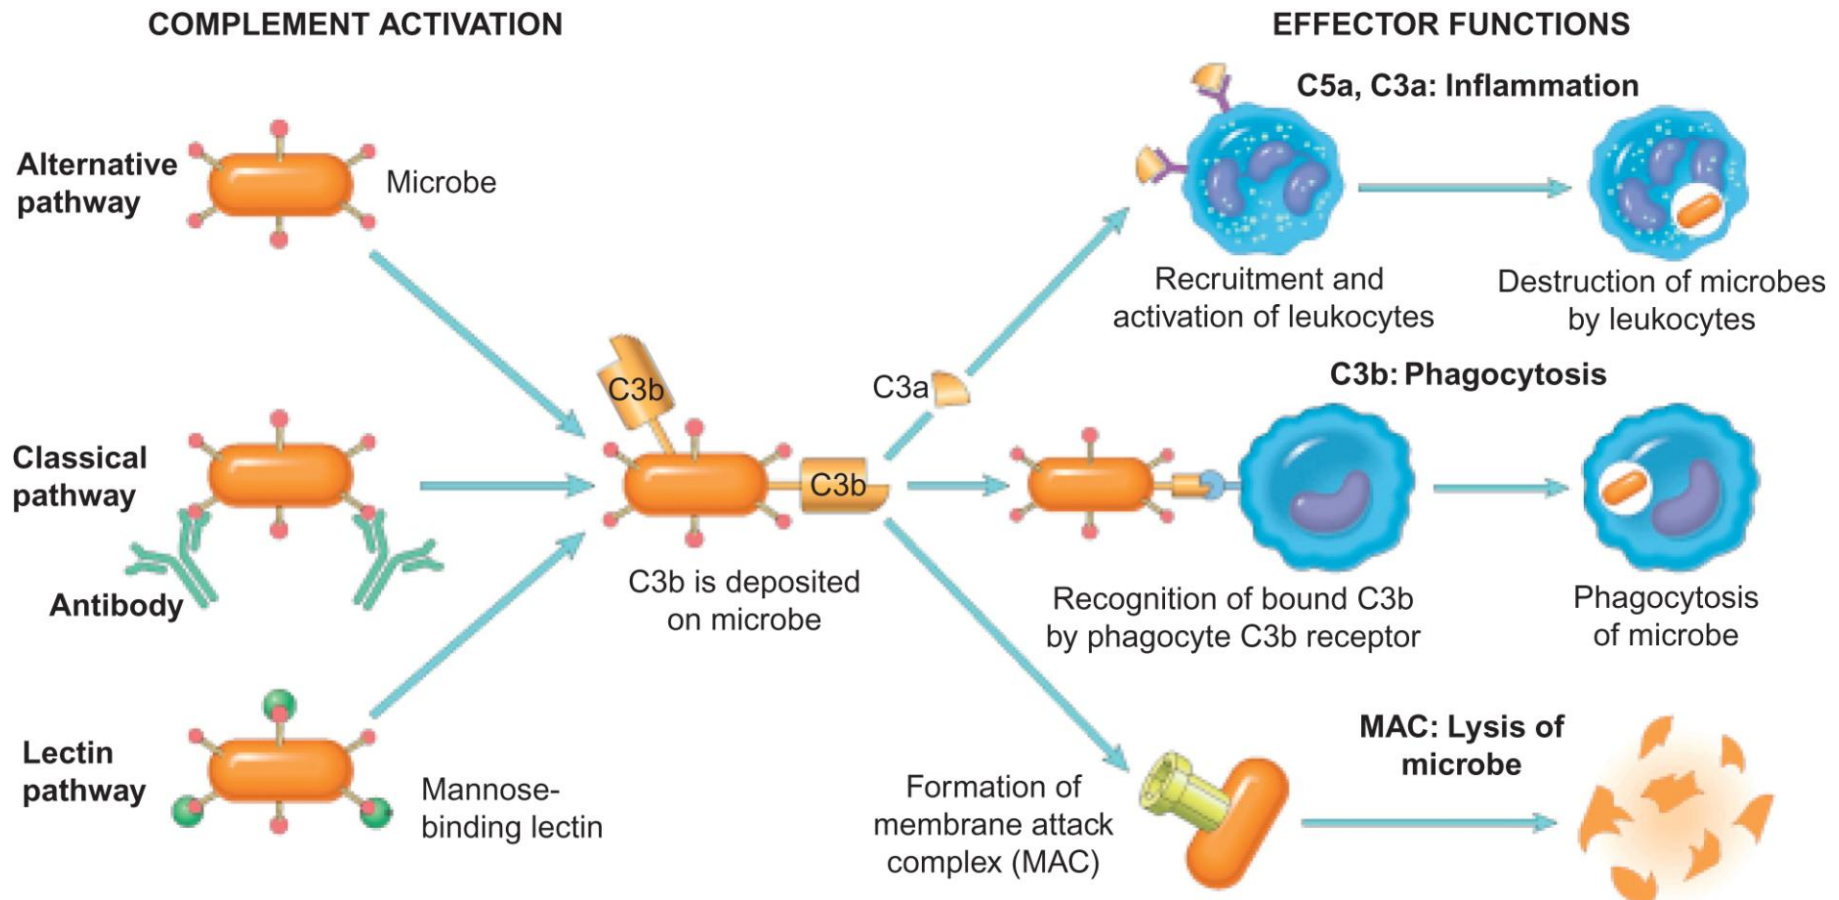 COMPLEMENT ACTIVATION
EFFECTOR FUNCTIONS
Alternative
pathway
Microbe
Classical
pathway
Antibody
Lectin
pathway
Mannose-
binding lectin
C3b
C3b
C3b is deposited
on microbe
C3a
C5a, C3a: Inflammation
Recruitment and
activation of leukocytes
Destruction of microbes
by leukocytes
C3b: Phagocytosis
Recognition of bound C3b
by phagocyte C3b receptor
Phagocytosis
of microbe
MAC: Lysis of
microbe
Formation of
membrane attack
complex (MAC)